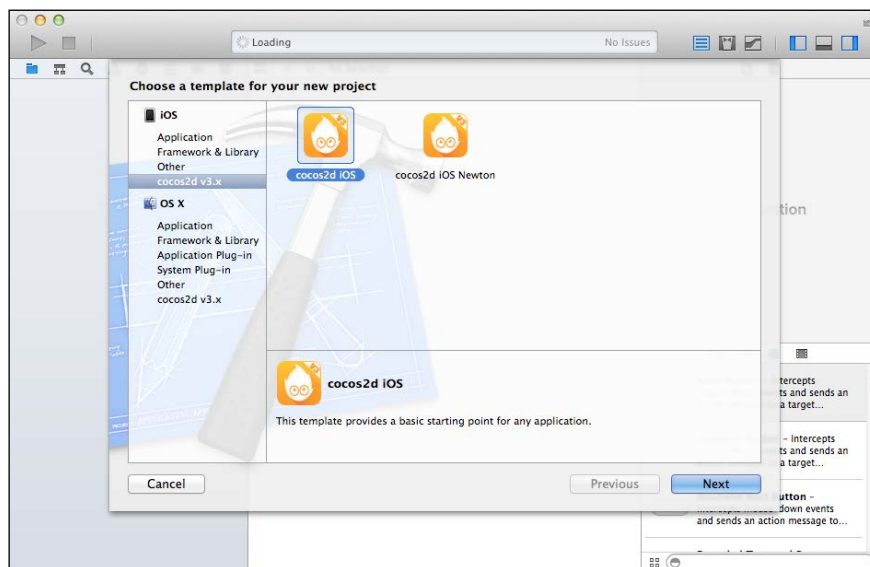 Loading
No Issues
Choose a template for your new project
iOS
Application
Framework & Library
Other
cocos2d v3.x
OS X
Application
Framework & Library
Application Plug-in
System Plug-in
Other
cocos2d v3.x
cocos2d iOS
cocos2d iOS Newton
cocos2d iOS
This template provides a basic starting point for any application.
Cancel
Previous
Next
tion
tercepts
ts and sends an
a target...
- Intercepts
ts and sends an
a target...
utton -
down events
and sends an action message to...